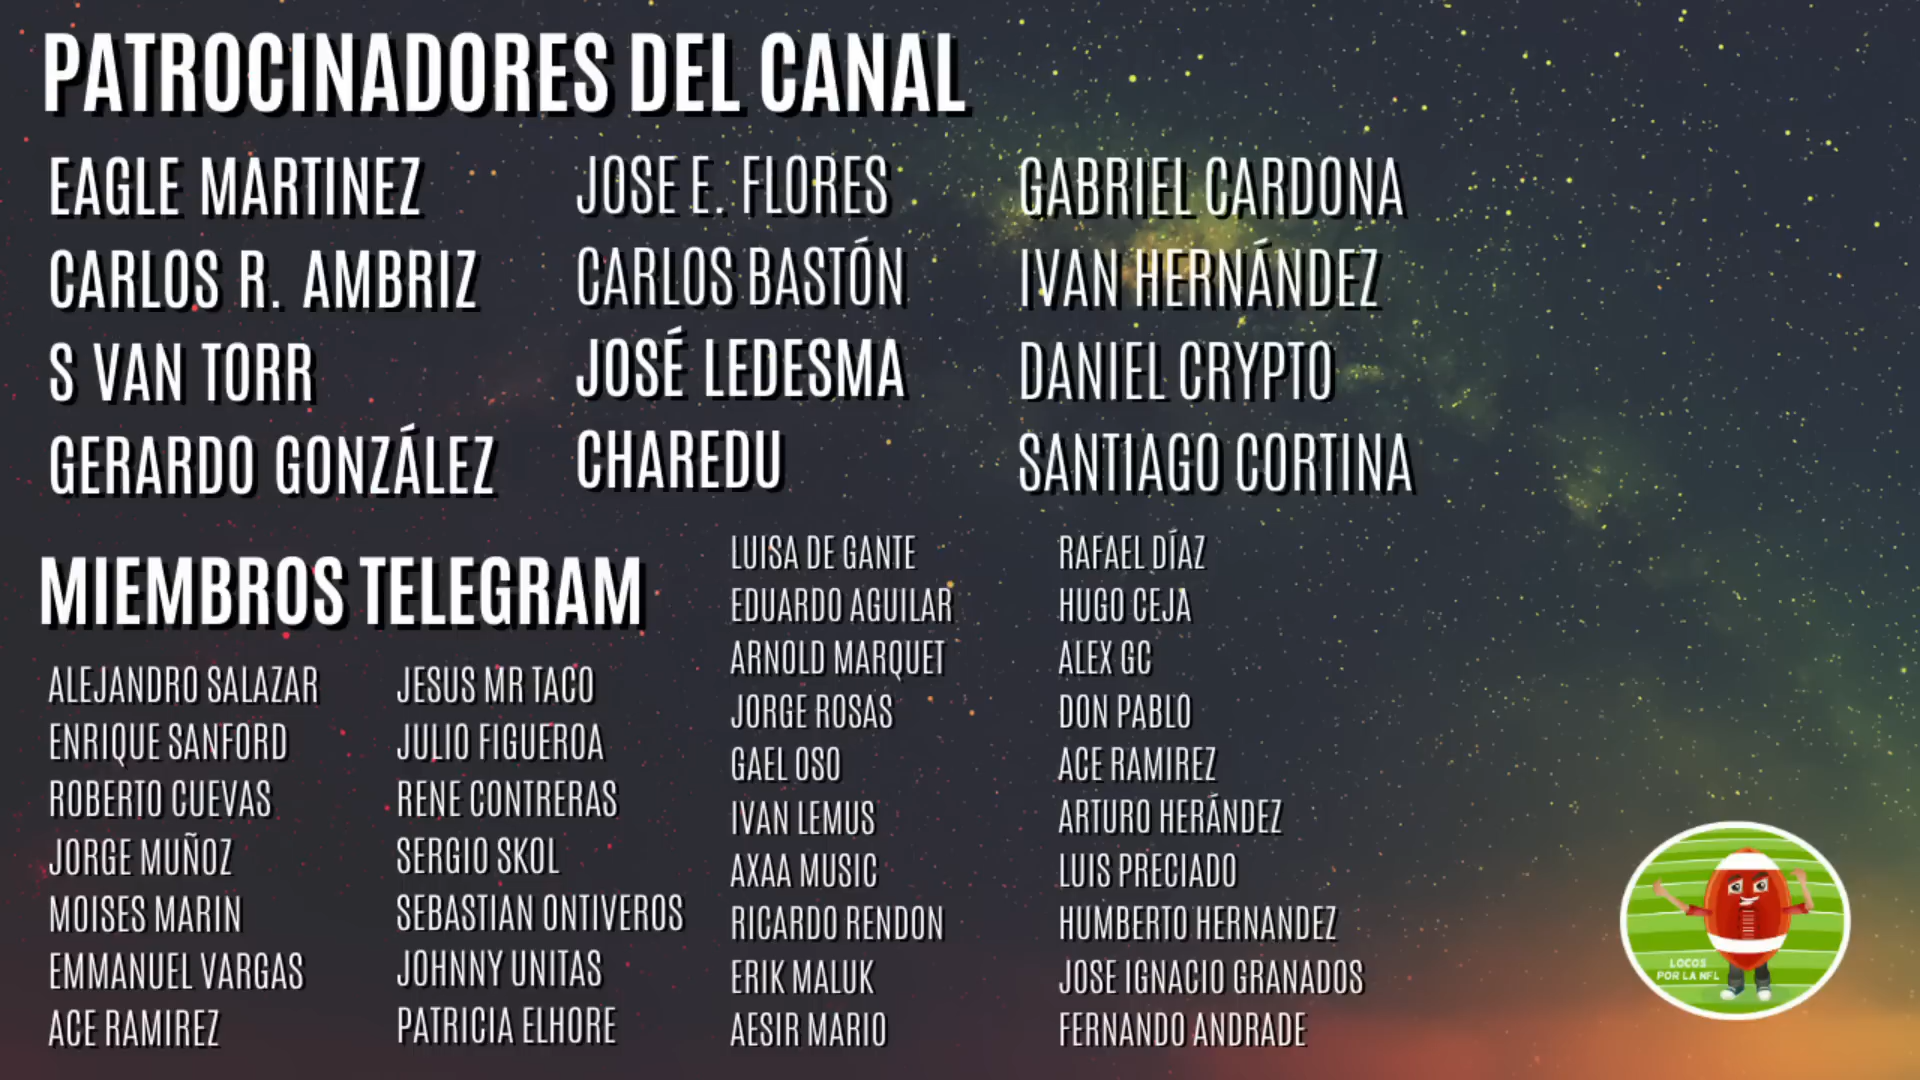 PATROCINADORES DEL CANAL
EAGLE MARTINEZ
CARLOS R. AMBRIZ
S VAN TORR
GERARDO GONZÁLEZ
JOSE E. FLORES
CARLOS BASTÓN
JOSÉ LEDESMA
CHAREDU
GABRIEL CARDONA
IVAN HERNÁNDEZ
DANIEL CRYPTO
SANTIAGO CORTINA
MIEMBROS TELEGRAM
ALEJANDRO SALAZAR
ENRIQUE SANFORD
ROBERTO CUEVAS
JORGE MUÑOZ
MOISES MARIN
EMMANUEL VARGAS
ACE RAMIREZ
JESUS MR TACO
JULIO FIGUEROA
RENE CONTRERAS
SERGIO SKOL
SEBASTIAN ONTIVEROS
JOHNNY UNITAS
PATRICIA ELHORE
LUISA DE GANTE
EDUARDO AGUILAR
ARNOLD MARQUET
JORGE ROSAS
GAEL OSO
IVAN LEMUS
AXAA MUSIC
RICARDO RENDON
ERIK MALUK
AESIR MARIO
RAFAEL DÍAZ
HUGO CEJA
ALEX GC
DON PABLO
ACE RAMIREZ
ARTURO HERÁNDEZ
LUIS PRECIADO
HUMBERTO HERNANDEZ
JOSE IGNACIO GRANADOS
FERNANDO ANDRADE
LOCOS
POR LA NFL